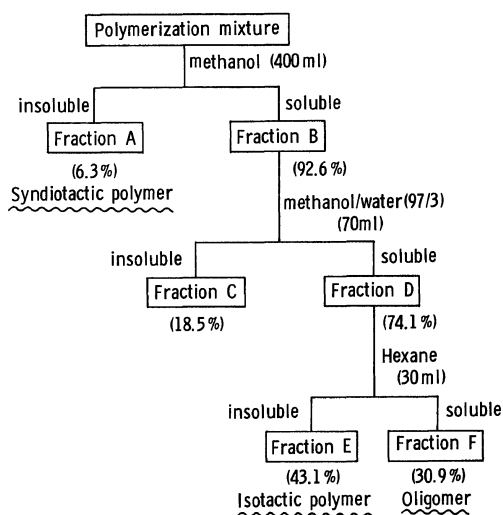 Polymerization mixture
methanol (400ml)
insoluble
soluble
Fraction A
Fraction B
(6.3%)
(92.6%)
Syndiotactic polymer
methanol/water(97/3)
(70ml)
insoluble
soluble
Fraction C
Fraction D
(18.5%)
(74.1%)
Hexane
(30ml)
insoluble
soluble
Fraction E
Fraction F
(43.1%)
(30.9%)
Isotactic polymer
Oligomer